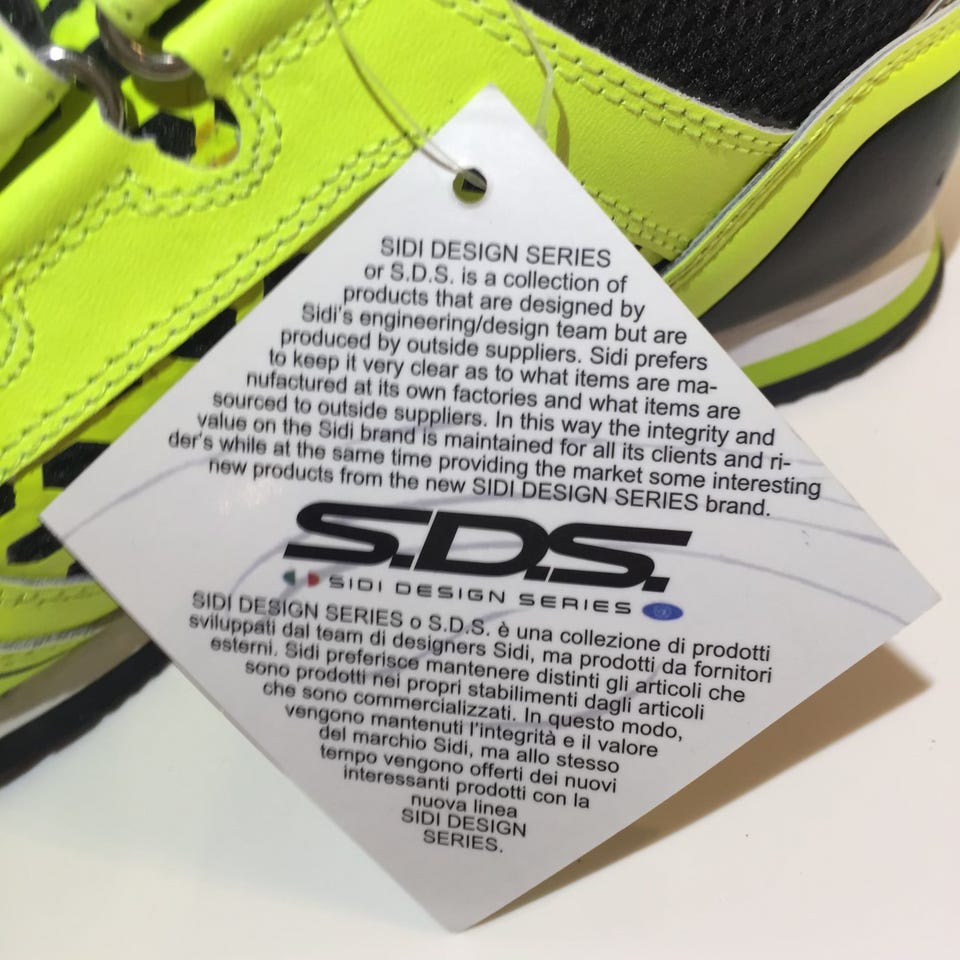 SIDI DESIGN SERIES
or S.D.S. is a collection of
products that are designed by
Sidi's engineering/design team but are
produced by outside suppliers. Sidi prefers
to keep it very clear as to what items are ma-
nufactured at its own factories and what items are
sourced to outside suppliers. In this way the integrity and
value on the Sidi brand is maintained for all its clients and ri-
der's while at the same time providing the market some interesting
new products from the new SIDI DESIGN SERIES brand.
S.D.S.
SIDI DESIGN SERIES
SIDI DESIGN SERIES o S.D.S. è una collezione di prodotti
sviluppati dal team di designers Sidi, ma prodotti da fornitori
esterni. Sidi preferisce mantenere distinti gli articoli che
sono prodotti nei propri stabilimenti dagli articoli
che sono commercializzati. In questo modo,
vengono mantenuti l'integrità e il valore
del marchio Sidi, ma allo stesso
tempo vengono offerti dei nuovi
interessanti prodotti con la
nuova linea
SIDI DESIGN
SERIES.